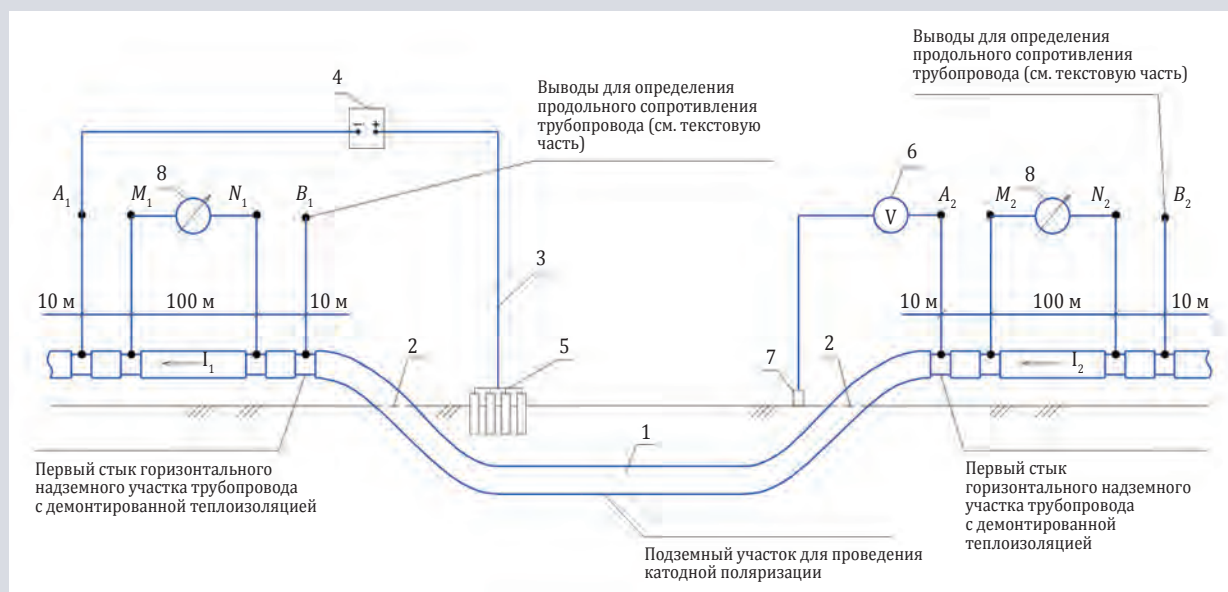 Выводы для определения
продольного сопротивления
трубопровода (см. текстовую часть)
4
Выводы для определения
продольного сопротивления
трубопровода (см. текстовую
часть)
− +
6
8
8
A₁
M₁
N₁
B₁
V
A₂
M₂
N₂
B₂
3
10 м
100 м
10 м
10 м
100 м
10 м
2
5
7
2
I₁
I₂
1
Первый стык горизонтального
надземного участка трубопровода
с демонтированной теплоизоляцией
Первый стык
горизонтального надземного
участка трубопровода
с демонтированной
теплоизоляцией
Подземный участок для проведения
катодной поляризации